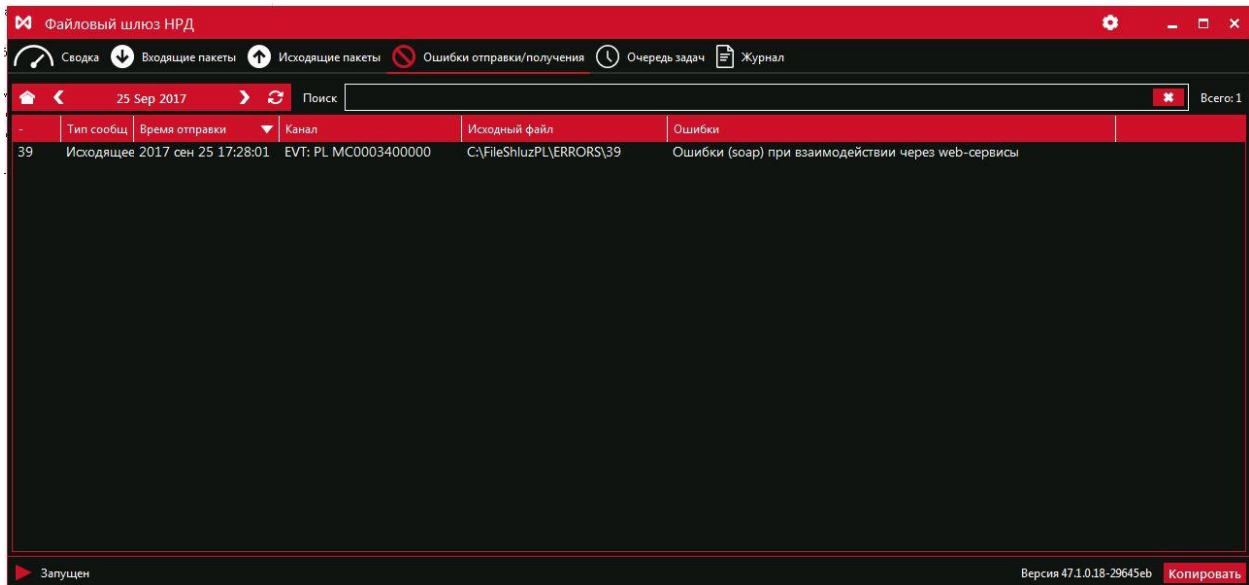 Файловый шлюз НРД
Сводка Входящие пакеты Исходящие пакеты Ошибки отправки/получения Очередь задач Журнал
25 Sep 2017 Поиск Всего: 1
- Тип сообщ Время отправки Канал Исходный файл Ошибки
39 Исходящее 2017 сен 25 17:28:01 EVT: PL MC0003400000 C:\FileShluzPL\ERRORS\39 Ошибки (soap) при взаимодействии через web-сервисы
Запущен Версия 47.1.0.18-29645eb Копировать